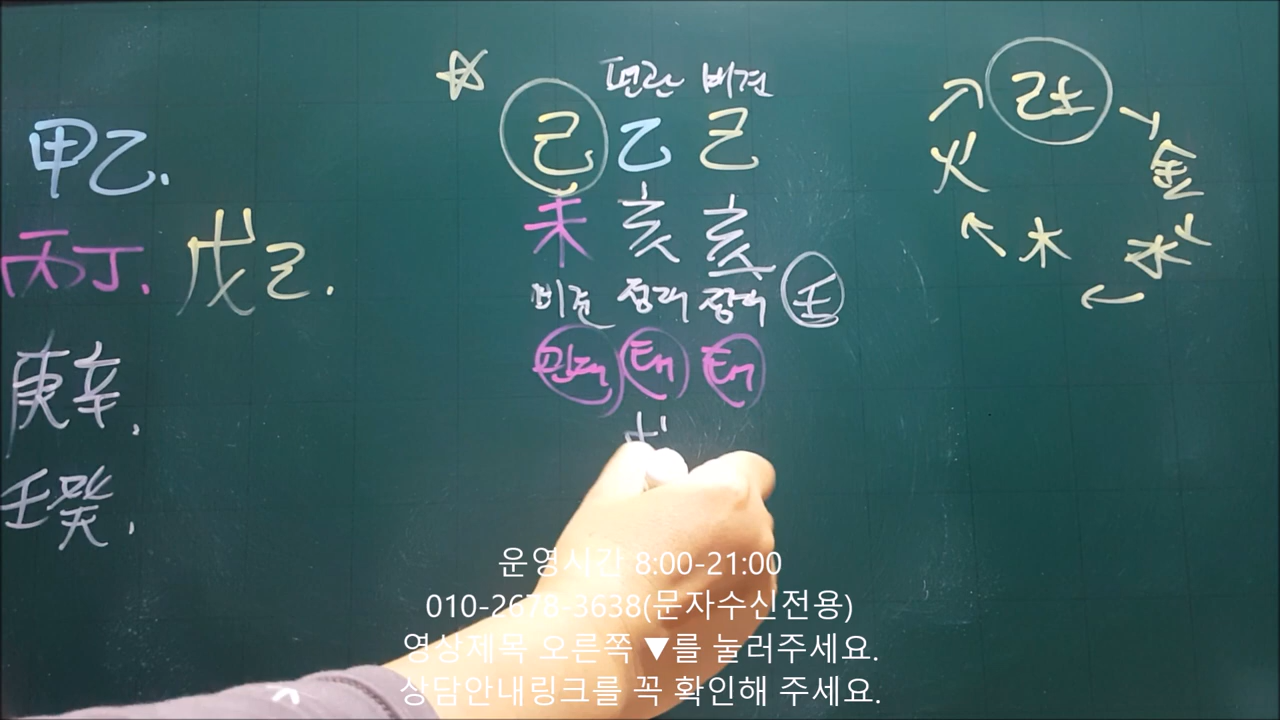 甲乙.
丙丁. 戊己.
庚辛.
壬癸.
☆
편관 비견
己 乙 己
未 亥 亥
비견 정재 정재 壬
관대 태 태
己土
火 金
木 水
운영시간 8:00-21:00
010-2678-3638(문자수신전용)
영상제목 오른쪽 ▼를 눌러주세요.
상담안내링크를 꼭 확인해 주세요.